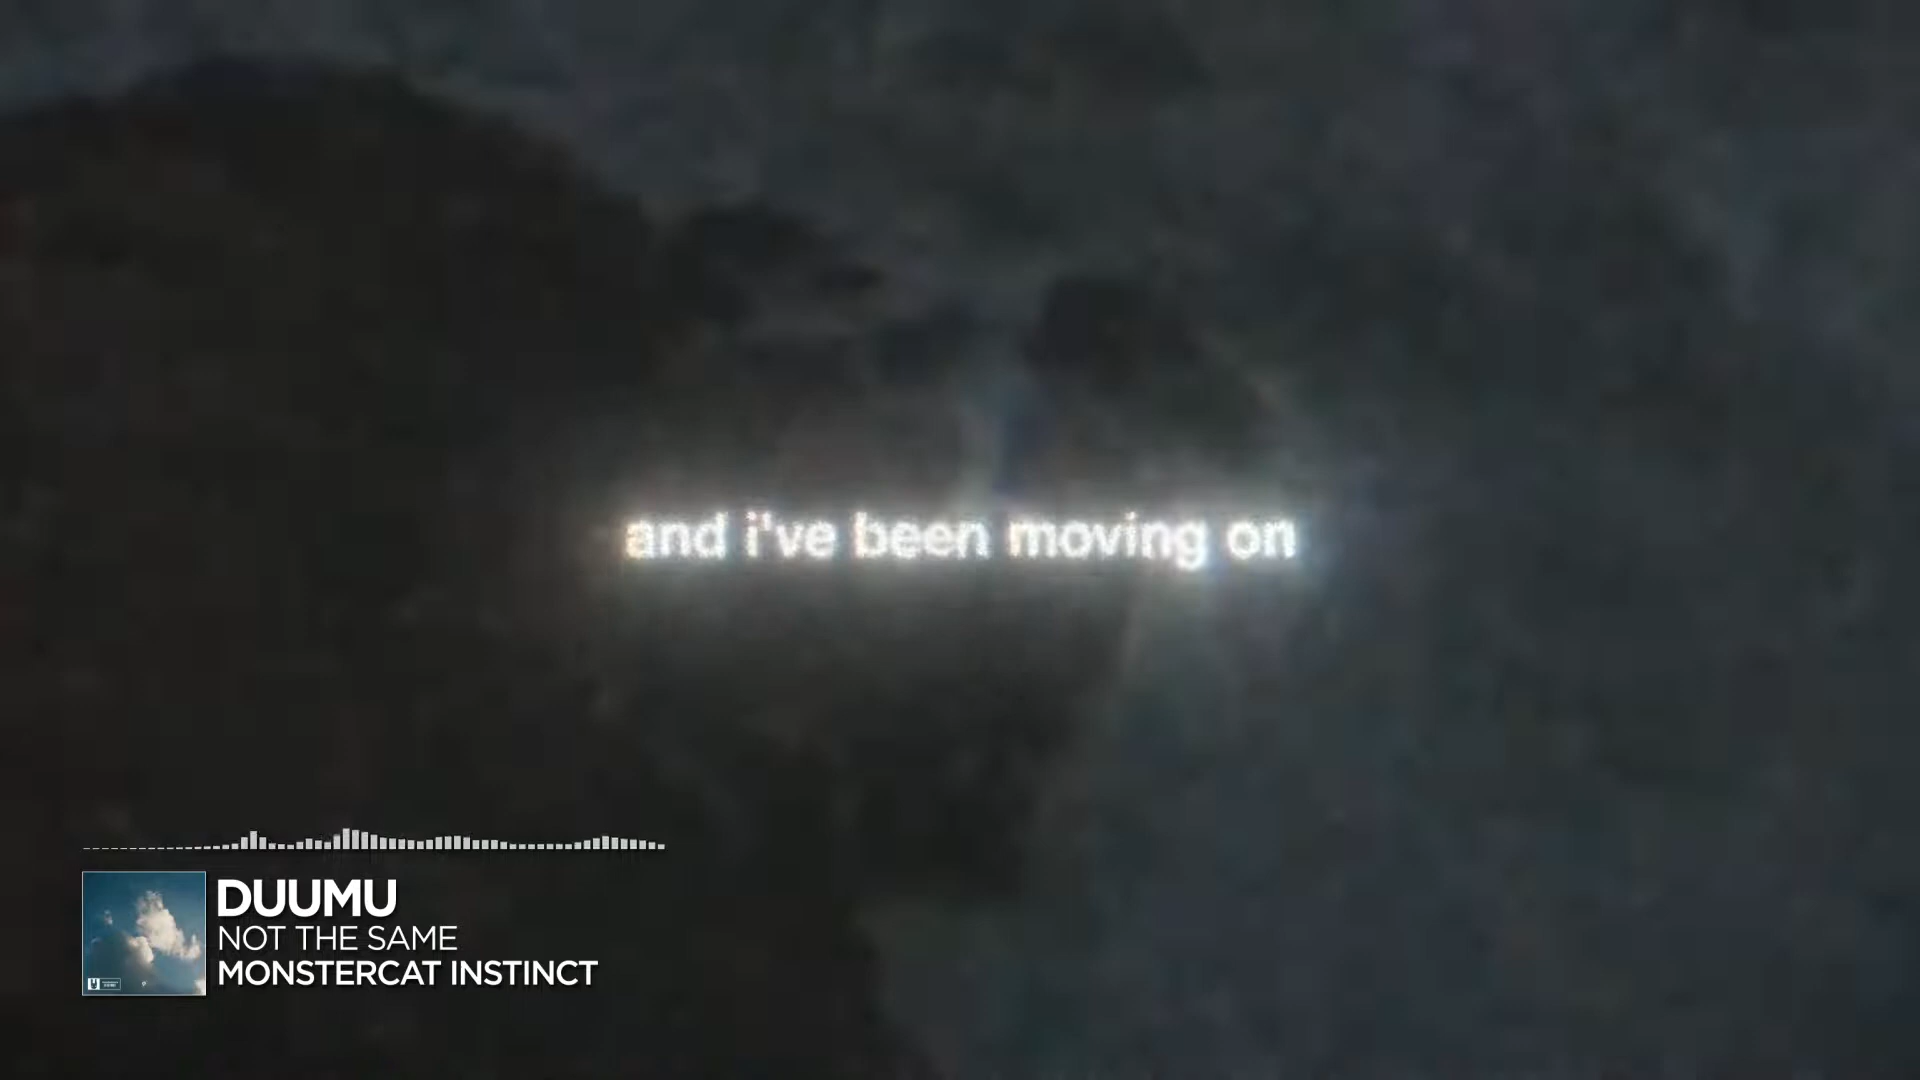 and i've been moving on
DUUMU
NOT THE SAME
MONSTERCAT INSTINCT